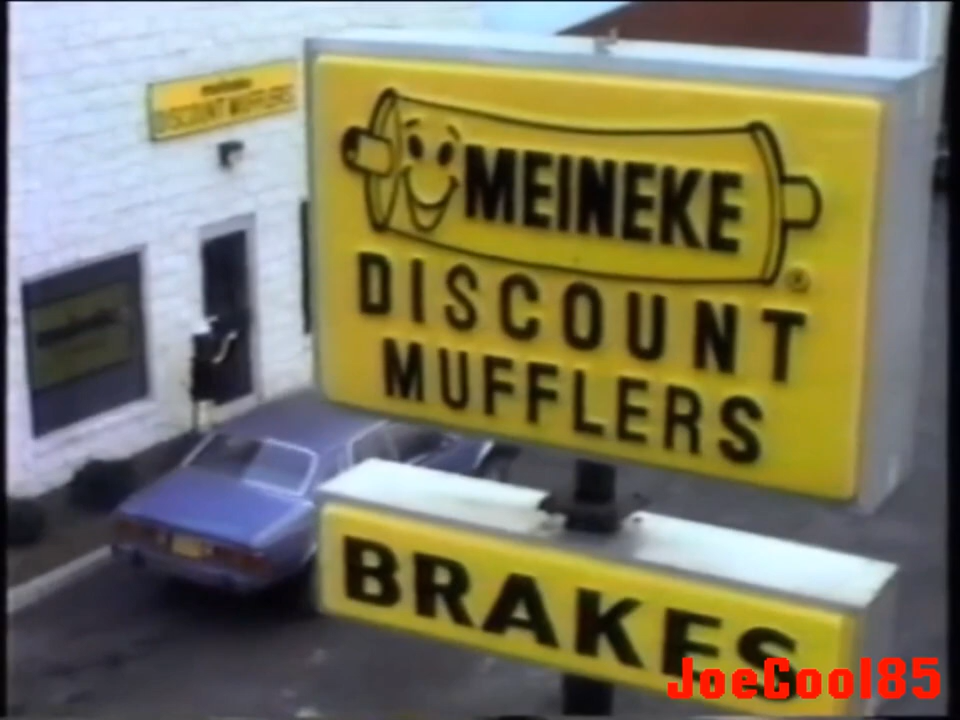 DISCOUNT MUFFLERS
MEINEKE
®
DISCOUNT
MUFFLERS
BRAKES
JoeCool85